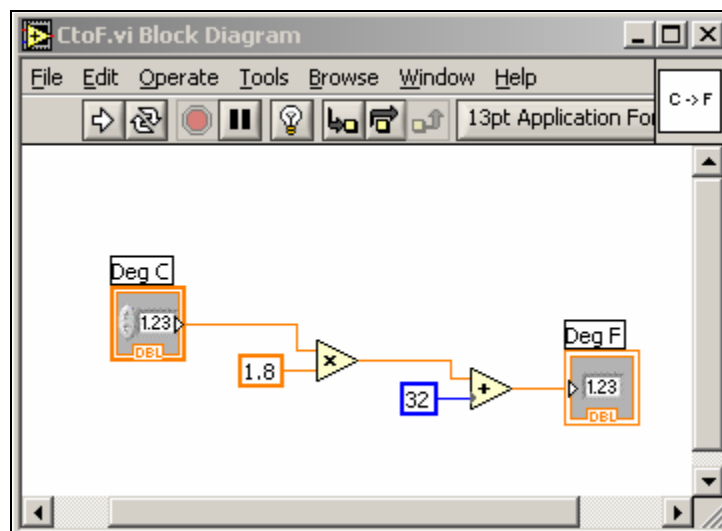 CtoF.vi Block Diagram
File Edit Operate Tools Browse Window Help
C->F
13pt Application Fo
Deg C
1.23
DBL
1.8
x
32
+
Deg F
1.23
DBL